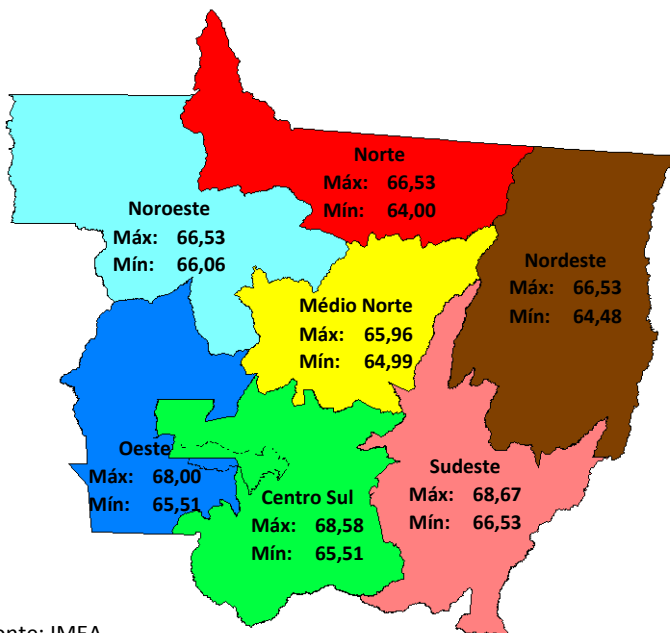 Norte
Máx: 66,53
Mín: 64,00
Noroeste
Máx: 66,53
Mín: 66,06
Nordeste
Máx: 66,53
Mín: 64,48
Médio Norte
Máx: 65,96
Mín: 64,99
Oeste
Máx: 68,00
Mín: 65,51
Centro Sul
Máx: 68,58
Mín: 65,51
Sudeste
Máx: 68,67
Mín: 66,53
onte: IMEA